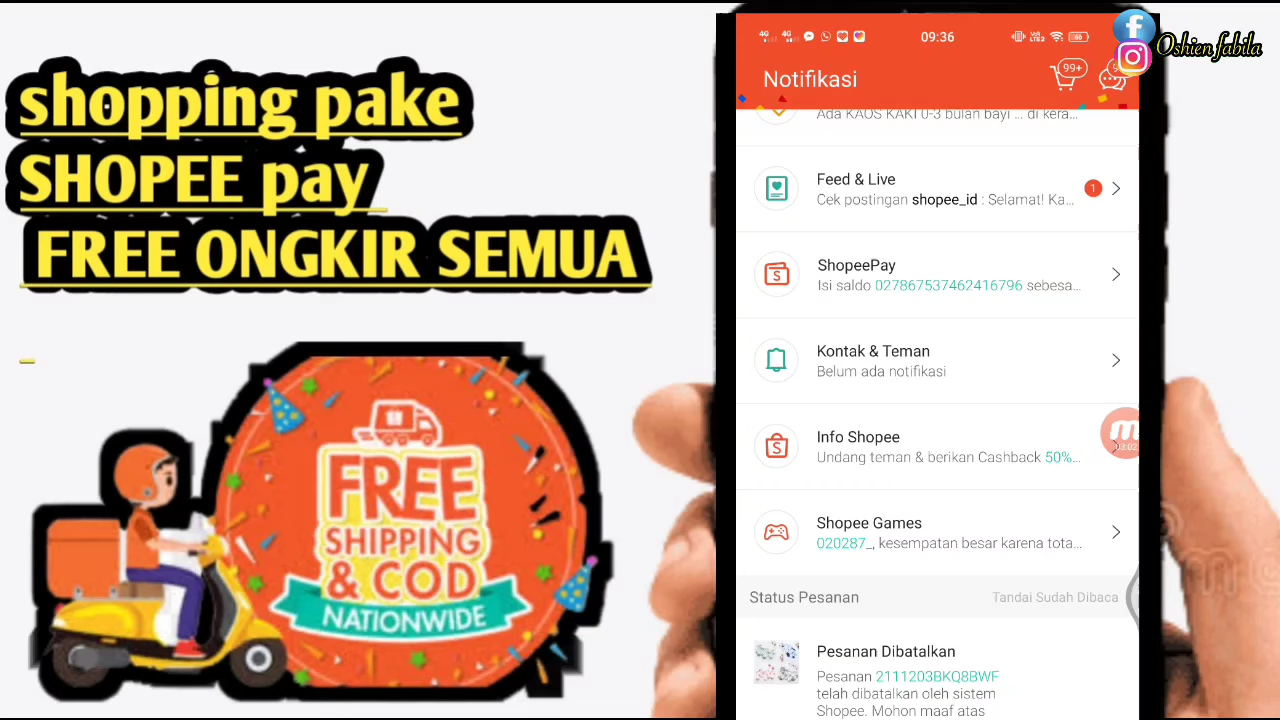 shopping pake
SHOPEE pay
FREE ONGKIR SEMUA
FREE
SHIPPING
& COD
NATIONWIDE
Oshien fabila
09:36
Notifikasi
99+
Ada KAOS KAKI 0-3 bulan bayi ... di kera...
Feed & Live
Cek postingan shopee_id : Selamat! Ka...
1
ShopeePay
Isi saldo 027867537462416796 sebesa...
Kontak & Teman
Belum ada notifikasi
Info Shopee
Undang teman & berikan Cashback 50%...
03:02
Shopee Games
020287_, kesempatan besar karena tota...
Status Pesanan
Tandai Sudah Dibaca
Pesanan Dibatalkan
Pesanan 2111203BKQ8BWF
telah dibatalkan oleh sistem
Shopee. Mohon maaf atas